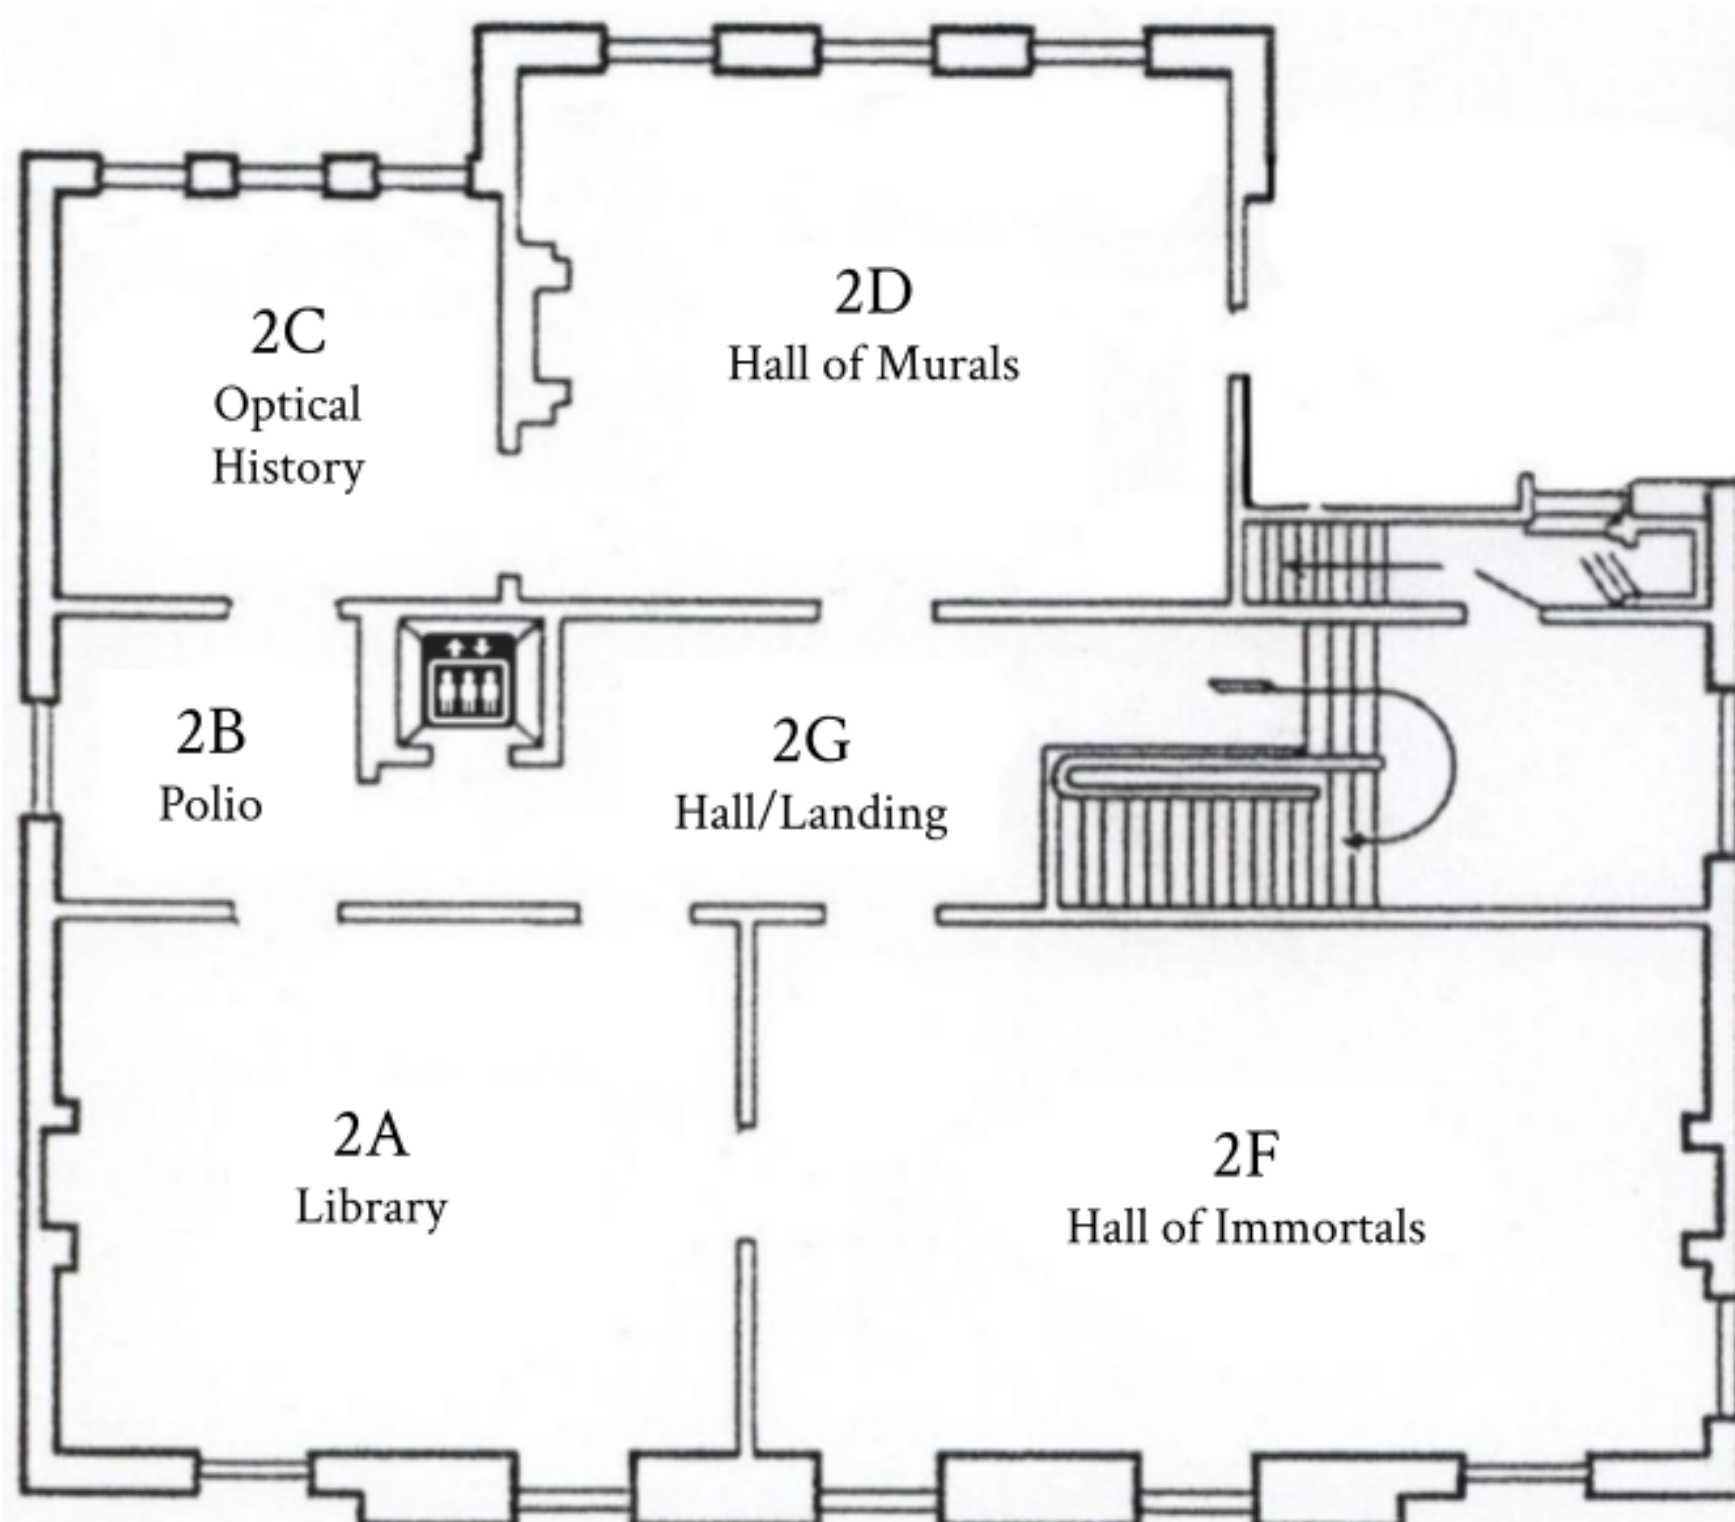 2D
Hall of Murals
2C
Optical
History
2B
Polio
2G
Hall/Landing
2A
Library
2F
Hall of Immortals